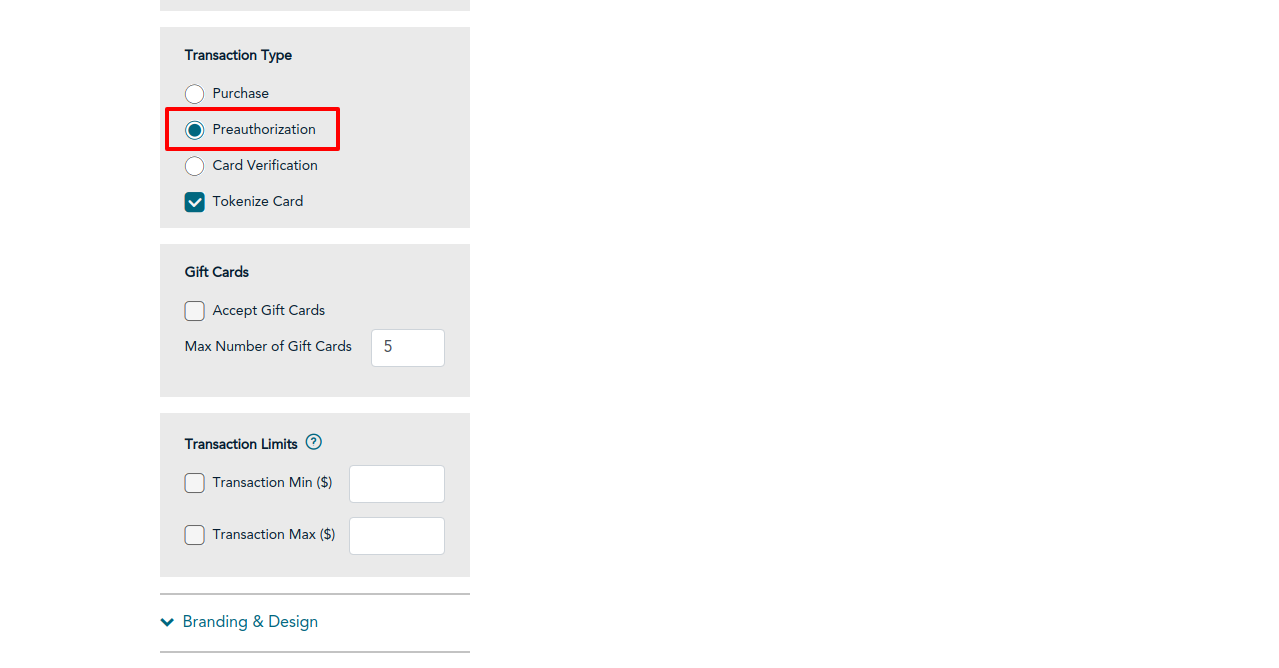 Transaction Type
Purchase
Preauthorization
Card Verification
Tokenize Card
Gift Cards
Accept Gift Cards
Max Number of Gift Cards 5
Transaction Limits ?
Transaction Min ($)
Transaction Max ($)
Branding & Design